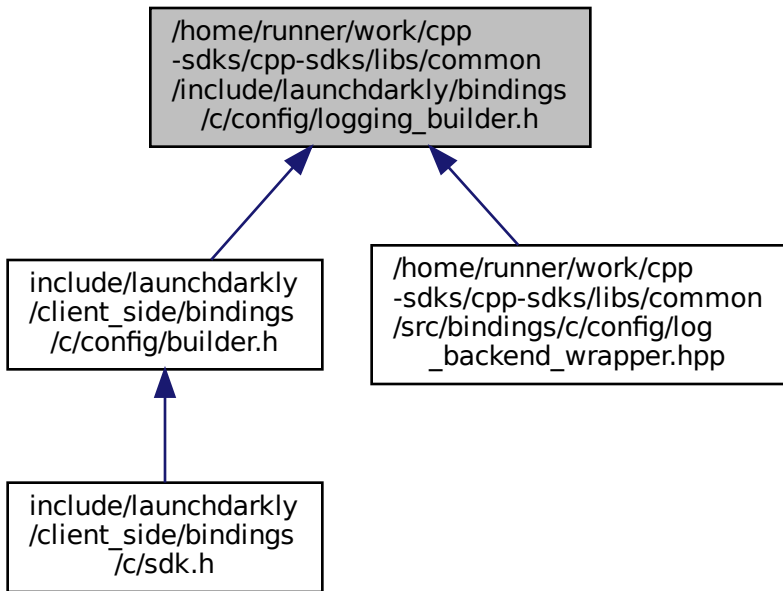 /home/runner/work/cpp
-sdks/cpp-sdks/libs/common
/include/launchdarkly/bindings
/c/config/logging_builder.h
include/launchdarkly
/client_side/bindings
/c/config/builder.h
/home/runner/work/cpp
-sdks/cpp-sdks/libs/common
/src/bindings/c/config/log
_backend_wrapper.hpp
include/launchdarkly
/client_side/bindings
/c/sdk.h